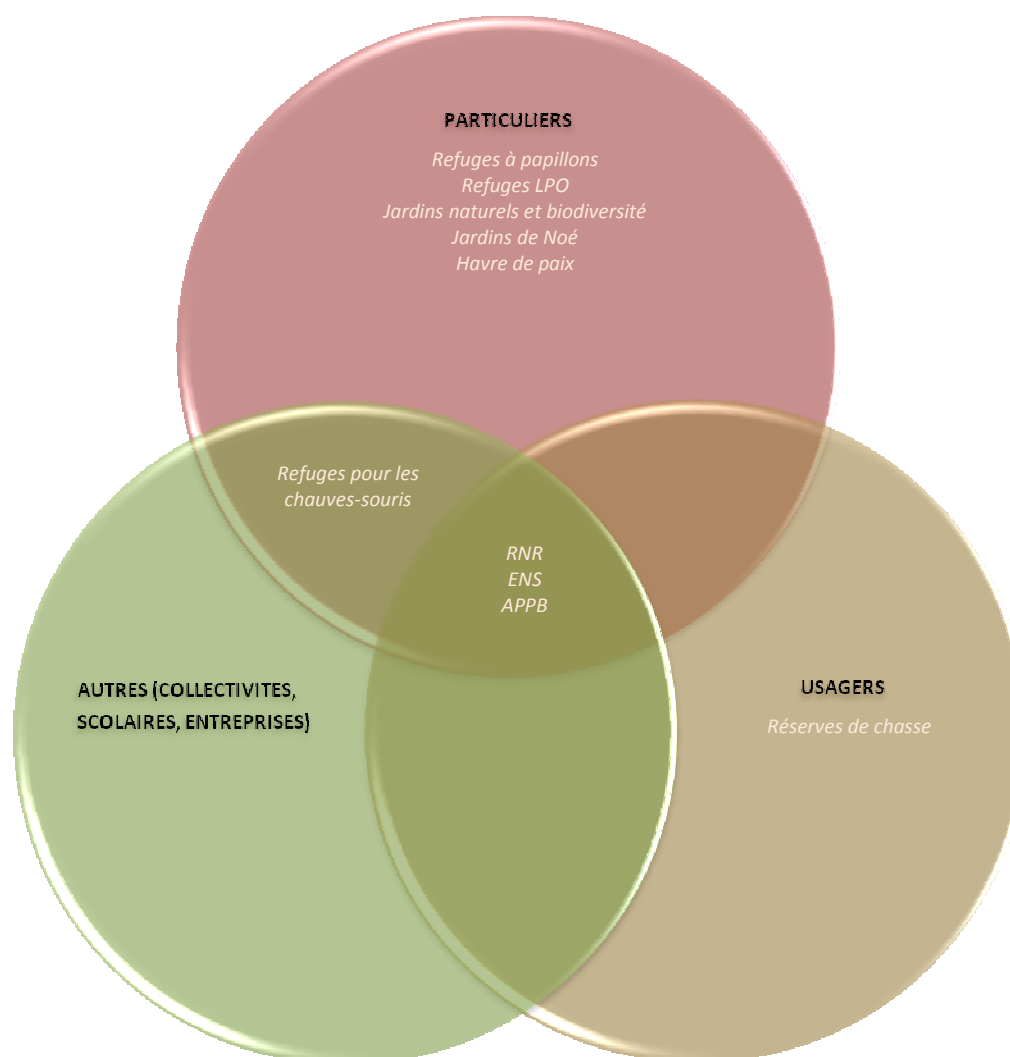 PARTICULIERS
Refuges à papillons
Refuges LPO
Jardins naturels et biodiversité
Jardins de Noé
Havre de paix
Refuges pour les
chauves-souris
RNR
ENS
APPB
AUTRES (COLLECTIVITES,
SCOLAIRES, ENTREPRISES)
USAGERS
Réserves de chasse